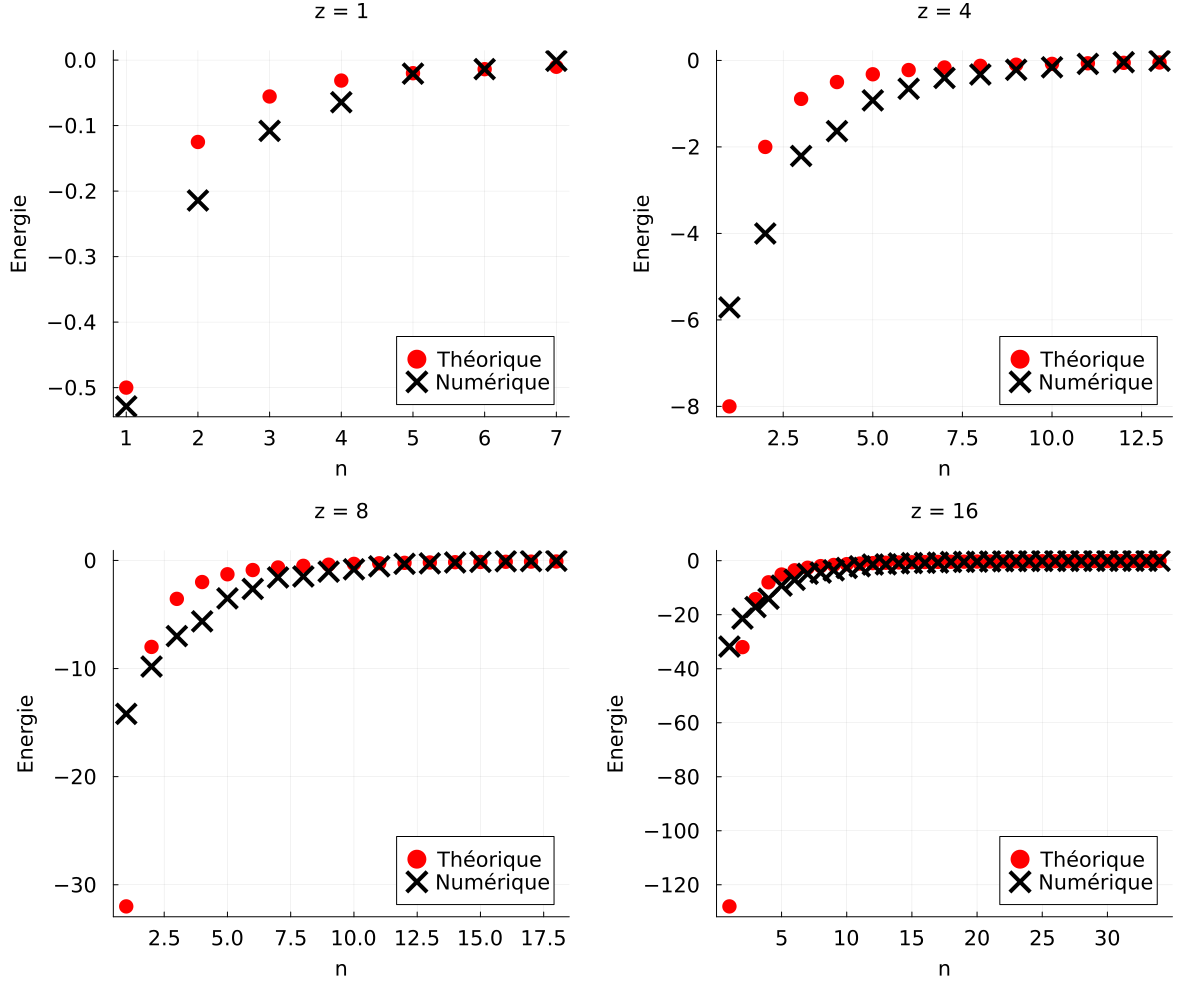 z = 1
0.0
−0.1
−0.2
−0.3
−0.4
−0.5
Energie
1 2 3 4 5 6 7
n
Théorique
Numérique
z = 4
0
−2
−4
−6
−8
Energie
2.5 5.0 7.5 10.0 12.5
n
Théorique
Numérique
z = 8
0
−10
−20
−30
Energie
2.5 5.0 7.5 10.0 12.5 15.0 17.5
n
Théorique
Numérique
z = 16
0
−20
−40
−60
−80
−100
−120
Energie
5 10 15 20 25 30
n
Théorique
Numérique